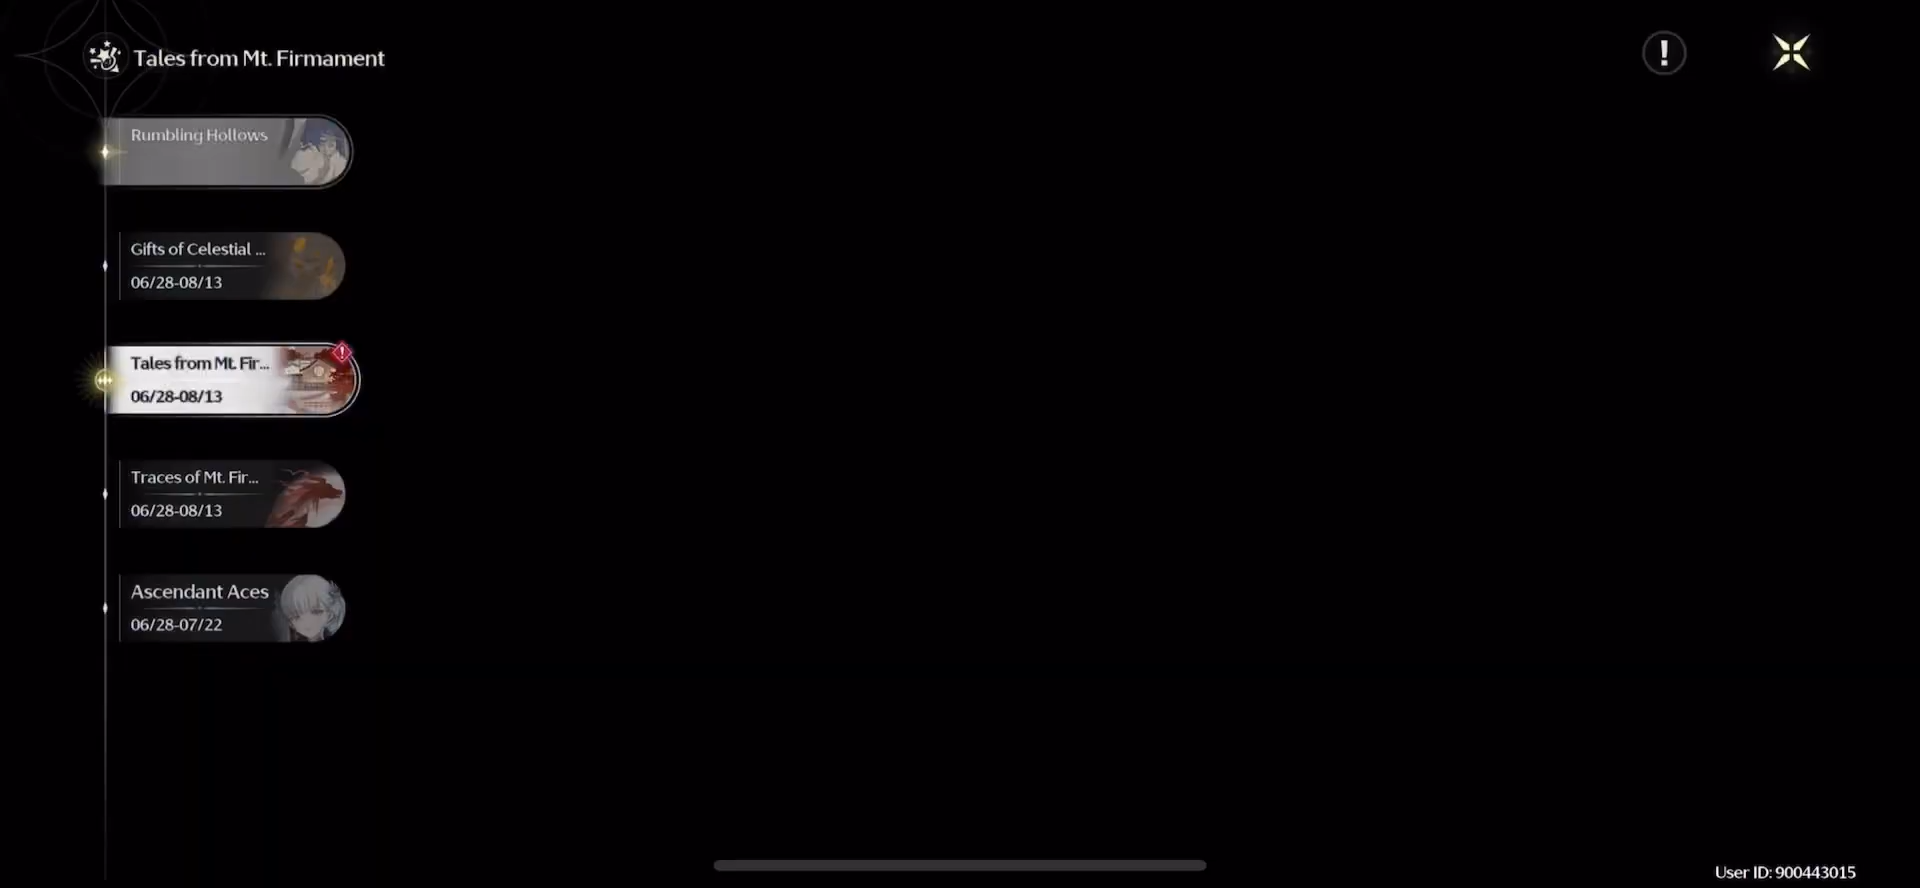 Tales from Mt. Firmament
Rumbling Hollows
Gifts of Celestial ...
06/28-08/13
Tales from Mt. Fir...
06/28-08/13
Traces of Mt. Fir...
06/28-08/13
Ascendant Aces
06/28-07/22
User ID: 900443015